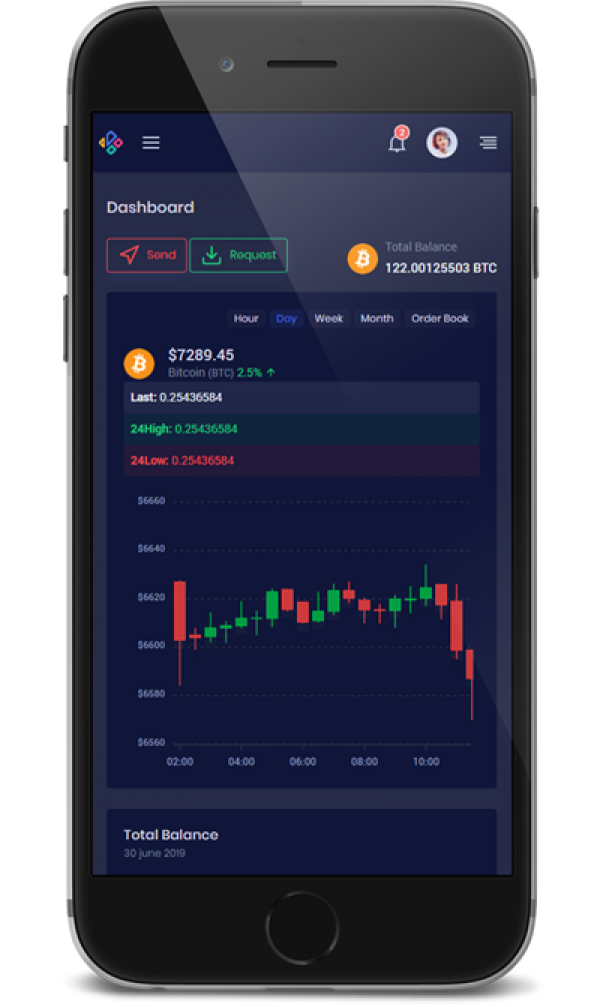 2
Dashboard
Send
Request
Total Balance
122.00125503 BTC
Hour Day Week Month Order Book
$7289.45
Bitcoin (BTC) 2.5% ↑
Last: 0.25436584
24High: 0.25436584
24Low: 0.25436584
$6660
$6640
$6620
$6600
$6580
$6560
02:00 04:00 06:00 08:00 10:00
Total Balance
30 june 2019